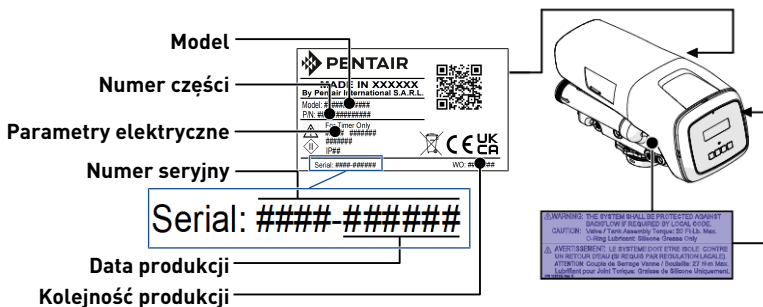 Model
Numer części
Parametry elektryczne
Numer seryjny
Data produkcji
Kolejność produkcji
PENTAIR
MADE IN XXXXXX
By Pentair International S.A.R.L.
Model: ############
P/N: ############
For Timer Only
##### #######
#######
IP##
CE UK CA
Serial: ####-######
WO: #######
Serial: ####-######
WARNING: THE SYSTEM SHALL BE PROTECTED AGAINST
BACKFLOW IF REQUIRED BY LOCAL CODE.
CAUTION: Valve / Tank Assembly Torque: 20 Ft-Lb. Max.
O-Ring Lubricant: Silicone Grease Only
AVERTISSEMENT: LE SYSTEME DOIT ETRE ISOLE CONTRE
UN RETOUR D'EAU (SI REQUIS PAR REGULATION LACALE).
ATTENTION: Couple de Serrage Vanne / Bouteille: 27 N-m Max.
Lubrifiant pour Joint Torique: Graisse de Silicone Uniquement.